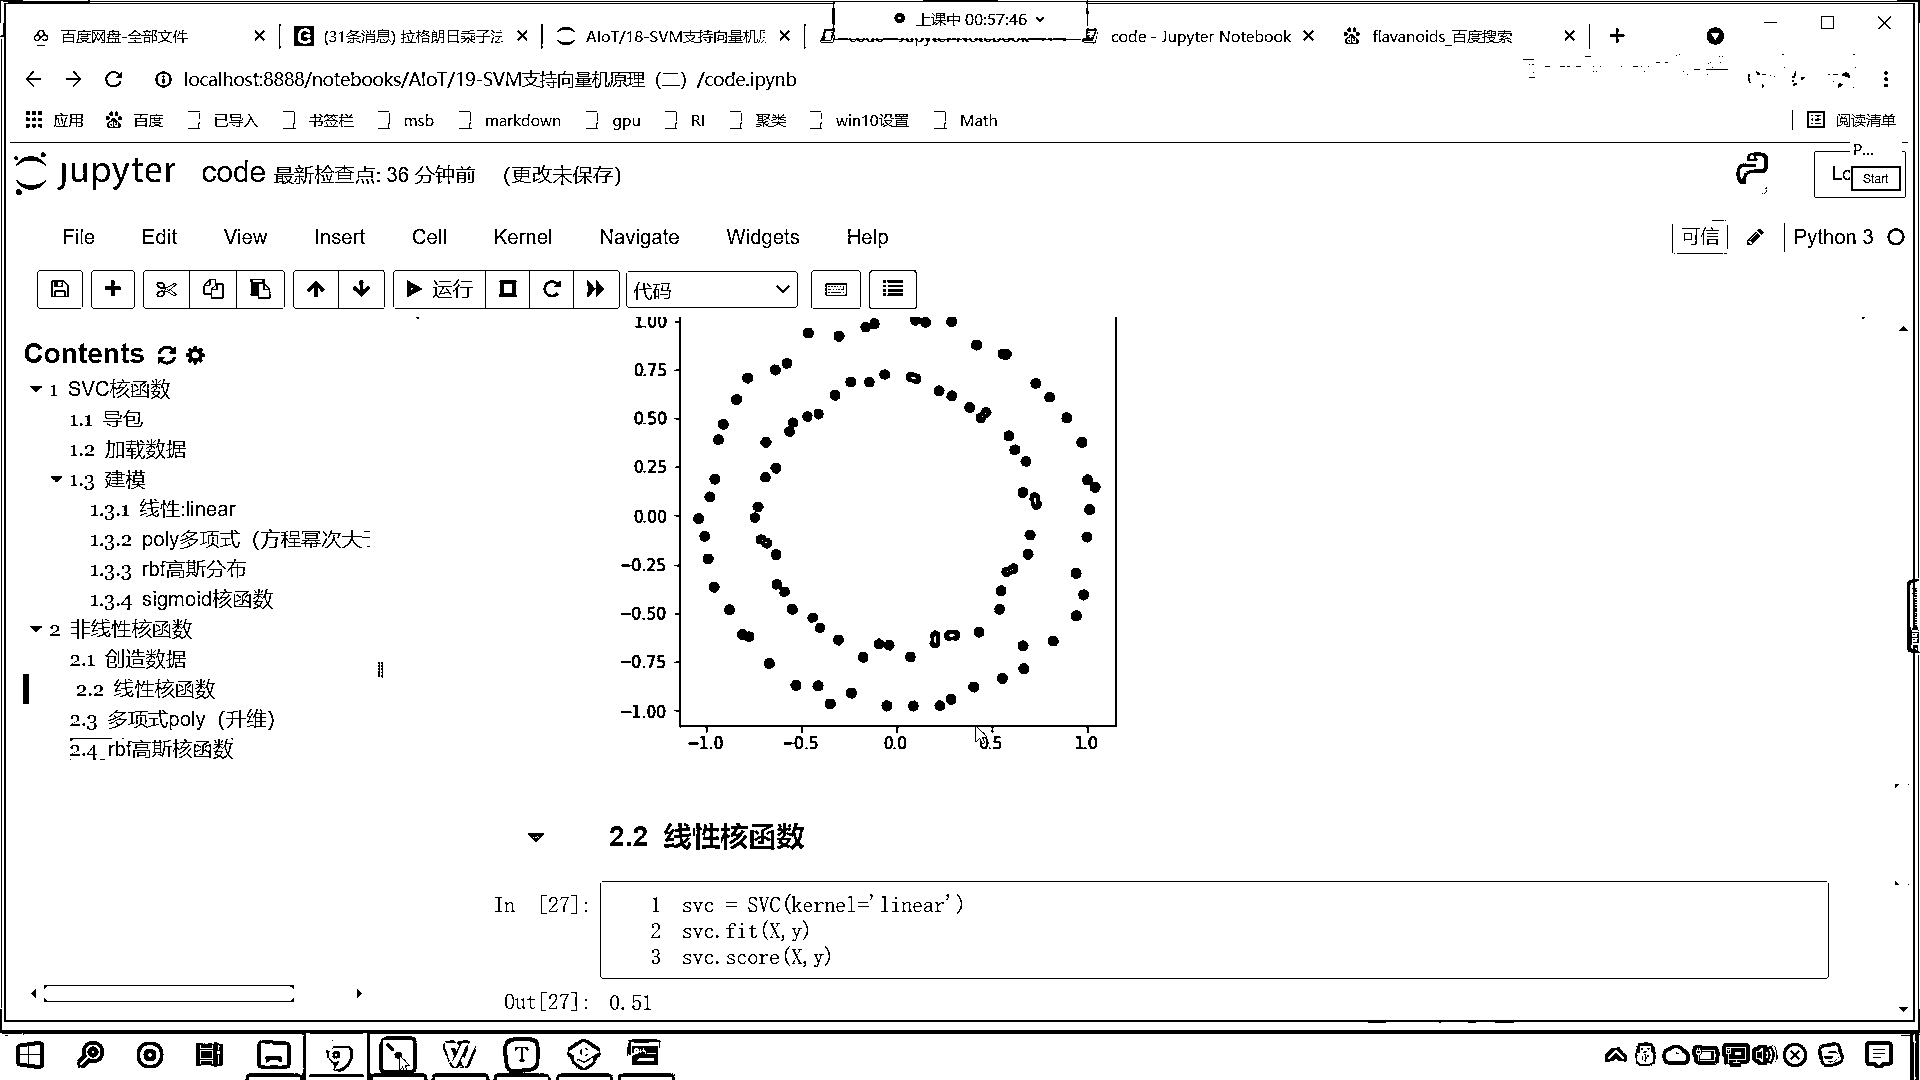 上课中 00:57:46
百度网盘-全部文件
(31条消息) 拉格朗日乘子法
AIoT/18-SVM支持向量机原
code - Jupyter Notebook
code - Jupyter Notebook
flavanoids_百度搜索
localhost:8888/notebooks/AIoT/19-SVM支持向量机原理（二）/code.ipynb
应用 百度 已导入 书签栏 msb markdown gpu RI 聚类 win10设置 Math 阅读清单
jupyter code 最新检查点: 36 分钟前 (更改未保存)
P...
Lo
Start
File Edit View Insert Cell Kernel Navigate Widgets Help
可信 Python 3
运行 代码
Contents
1 SVC核函数
1.1 导包
1.2 加载数据
1.3 建模
1.3.1 线性:linear
1.3.2 poly多项式（方程幂次大于
1.3.3 rbf高斯分布
1.3.4 sigmoid核函数
2 非线性核函数
2.1 创造数据
2.2 线性核函数
2.3 多项式poly（升维）
2.4 rbf高斯核函数
1.00
0.75
0.50
0.25
0.00
−0.25
−0.50
−0.75
−1.00
−1.0 −0.5 0.0 0.5 1.0
2.2 线性核函数
In [27]:
1 svc = SVC(kernel='linear')
2 svc.fit(X,y)
3 svc.score(X,y)
Out[27]: 0.51